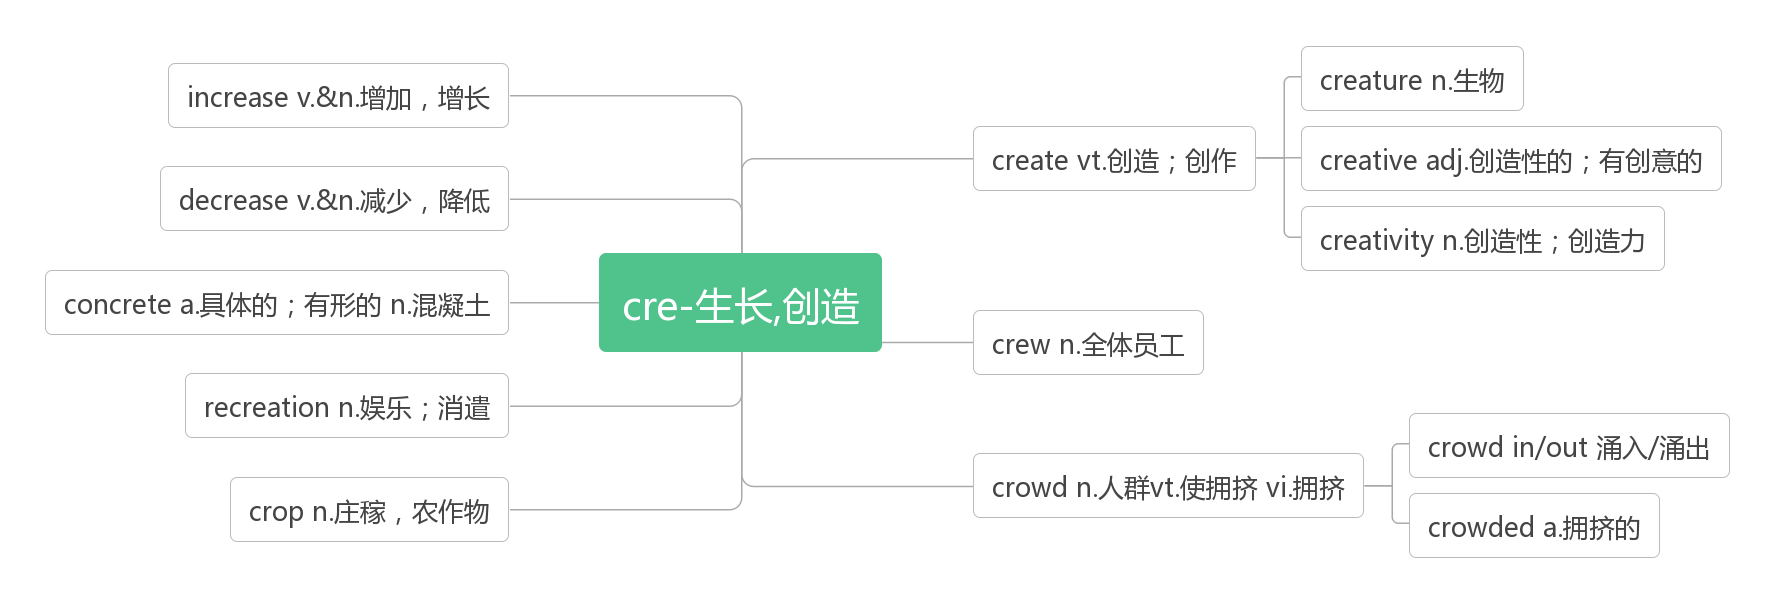 cre-生长,创造
create vt.创造；创作
creature n.生物
creative adj.创造性的；有创意的
creativity n.创造性；创造力
crew n.全体员工
crowd n.人群vt.使拥挤 vi.拥挤
crowd in/out 涌入/涌出
crowded a.拥挤的
increase v.&n.增加，增长
decrease v.&n.减少，降低
concrete a.具体的；有形的 n.混凝土
recreation n.娱乐；消遣
crop n.庄稼，农作物